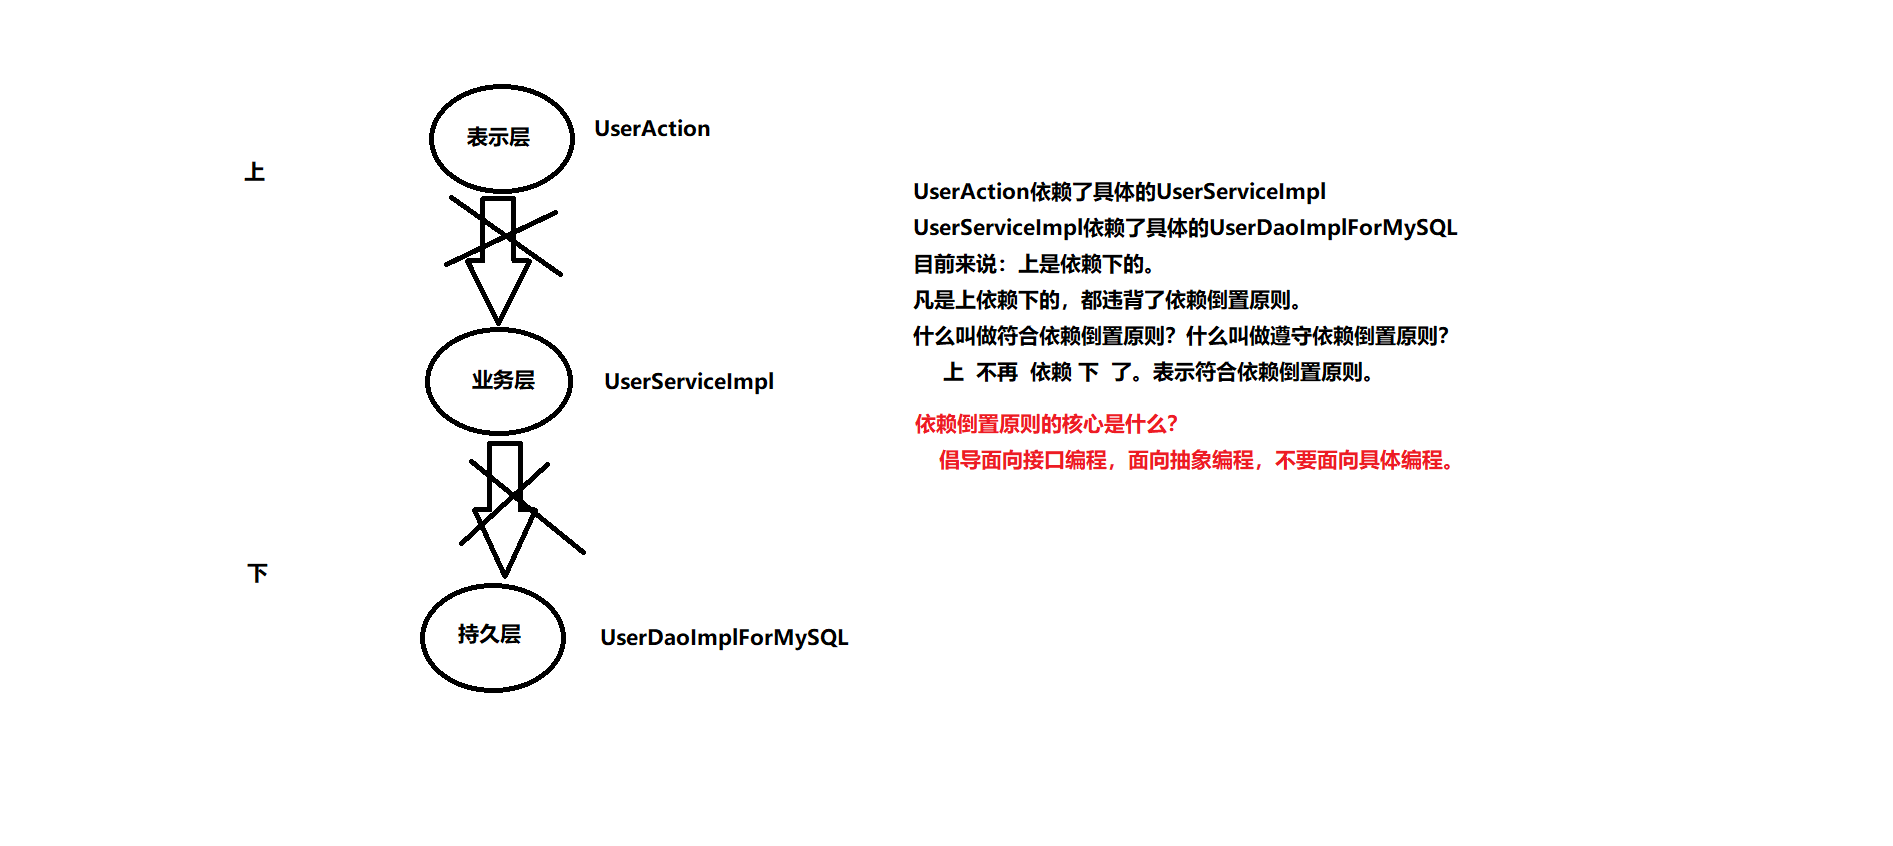 表示层
UserAction
上
业务层
UserServiceImpl
下
持久层
UserDaoImplForMySQL
UserAction依赖了具体的UserServiceImpl
UserServiceImpl依赖了具体的UserDaoImplForMySQL
目前来说：上是依赖下的。
凡是上依赖下的，都违背了依赖倒置原则。
什么叫做符合依赖倒置原则？什么叫做遵守依赖倒置原则？
上 不再 依赖 下 了。表示符合依赖倒置原则。
依赖倒置原则的核心是什么？
倡导面向接口编程，面向抽象编程，不要面向具体编程。